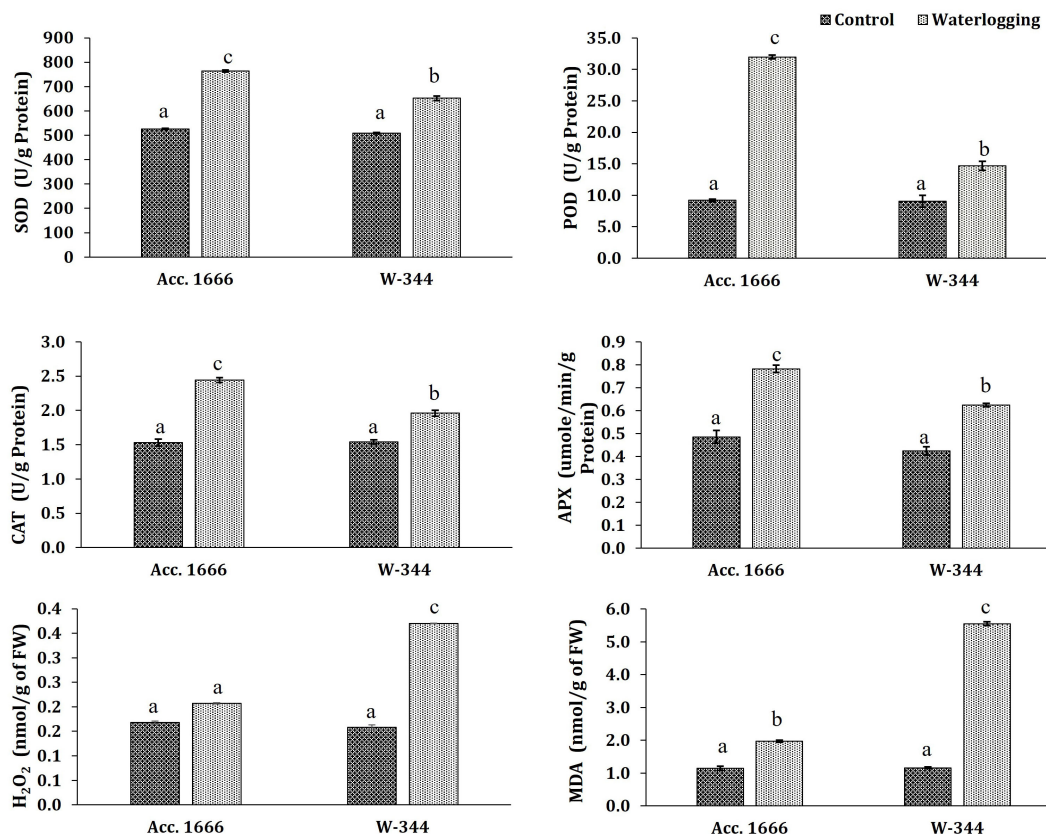 Control Waterlogging
SOD (U/g Protein)
900
800
700
600
500
400
300
200
100
0
a
c
a
b
Acc. 1666 W-344
POD (U/g Protein)
35.0
30.0
25.0
20.0
15.0
10.0
5.0
0.0
a
c
a
b
Acc. 1666 W-344
CAT (U/g Protein)
3.0
2.5
2.0
1.5
1.0
0.5
0.0
a
c
a
b
Acc. 1666 W-344
APX (umole/min/g
Protein)
0.9
0.8
0.7
0.6
0.5
0.4
0.3
0.2
0.1
0.0
a
c
a
b
Acc. 1666 W-344
H₂O₂ (nmol/g of FW)
0.4
0.4
0.3
0.3
0.2
0.2
0.1
0.1
0.0
a
a
a
c
Acc. 1666 W-344
MDA (nmol/g of FW)
6.0
5.0
4.0
3.0
2.0
1.0
0.0
a
b
a
c
Acc. 1666 W-344